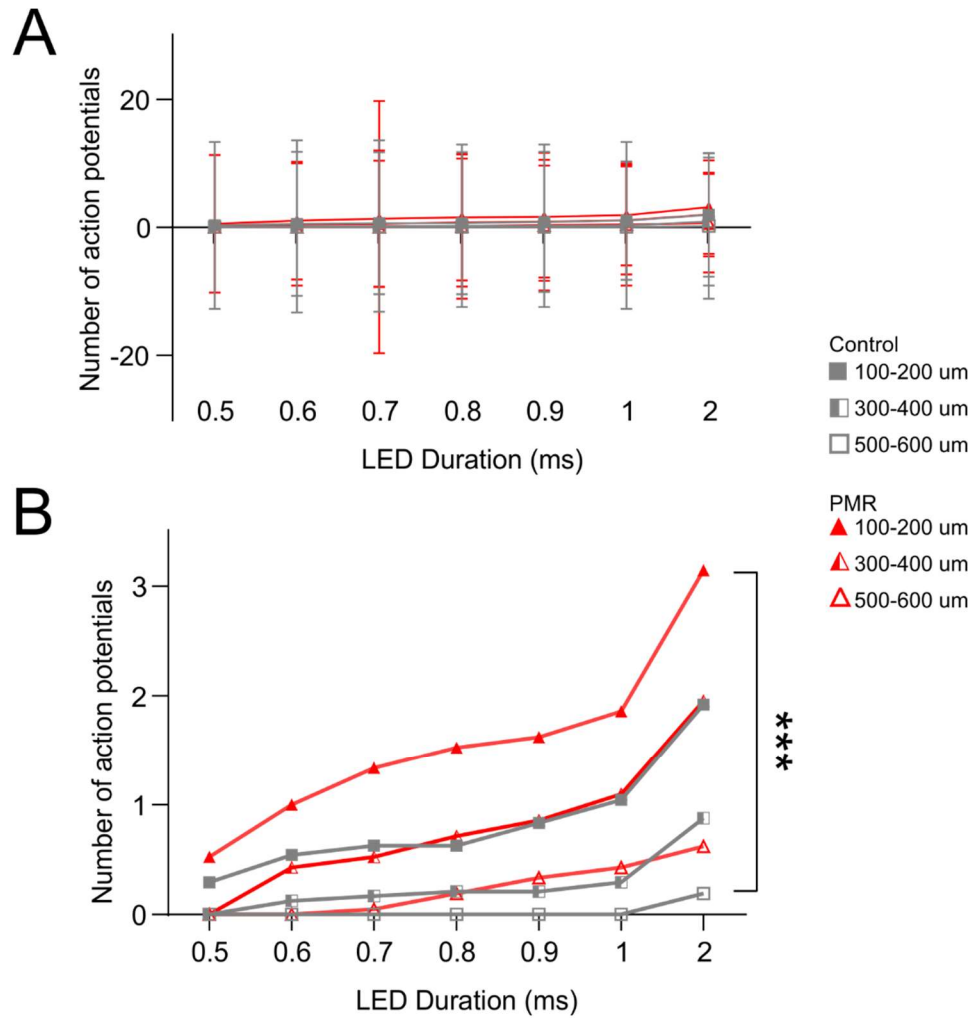 A
Number of action potentials
20
0
-20
0.5 0.6 0.7 0.8 0.9 1 2
LED Duration (ms)
Control
100-200 um
300-400 um
500-600 um
PMR
100-200 um
300-400 um
500-600 um
B
Number of action potentials
3
2
1
0
0.5 0.6 0.7 0.8 0.9 1 2
LED Duration (ms)
***